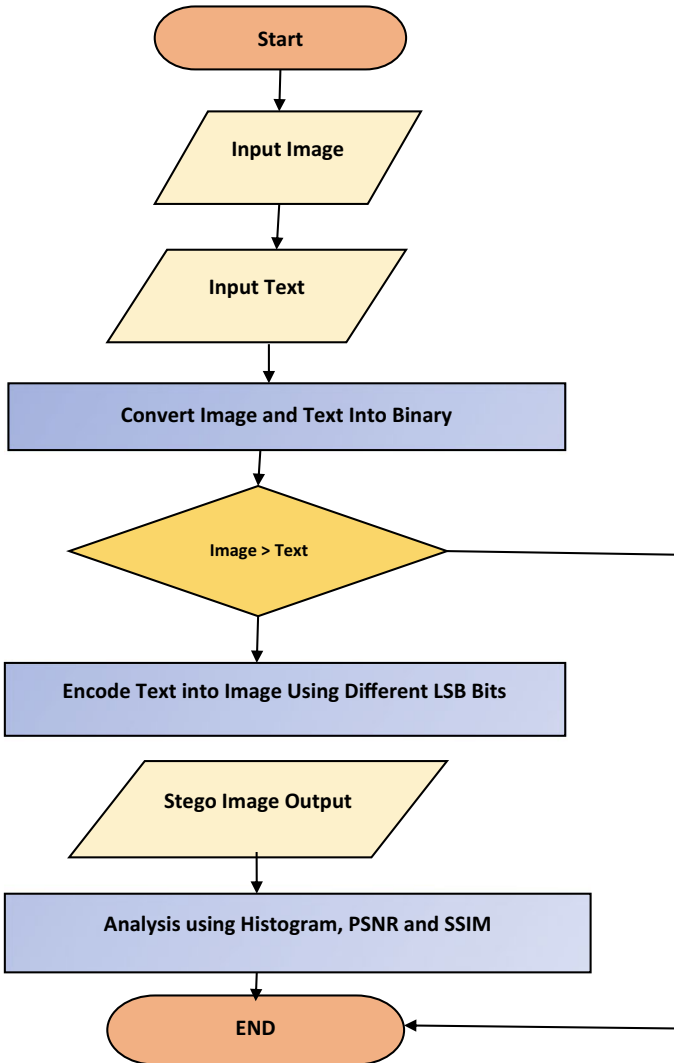 Start
Input Image
Input Text
Convert Image and Text Into Binary
Image > Text
Encode Text into Image Using Different LSB Bits
Stego Image Output
Analysis using Histogram, PSNR and SSIM
END